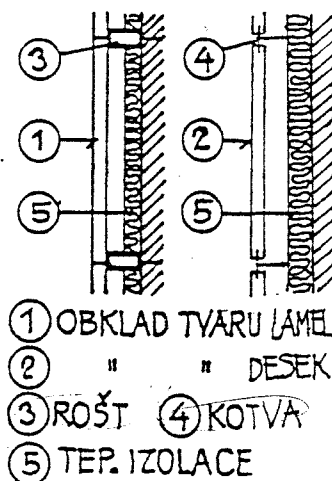 3 4
1 2
5 5
1 OBKLAD TVARU LAMEL
2 " " DESEK
3 ROŠT 4 KOTVA
5 TEP. IZOLACE